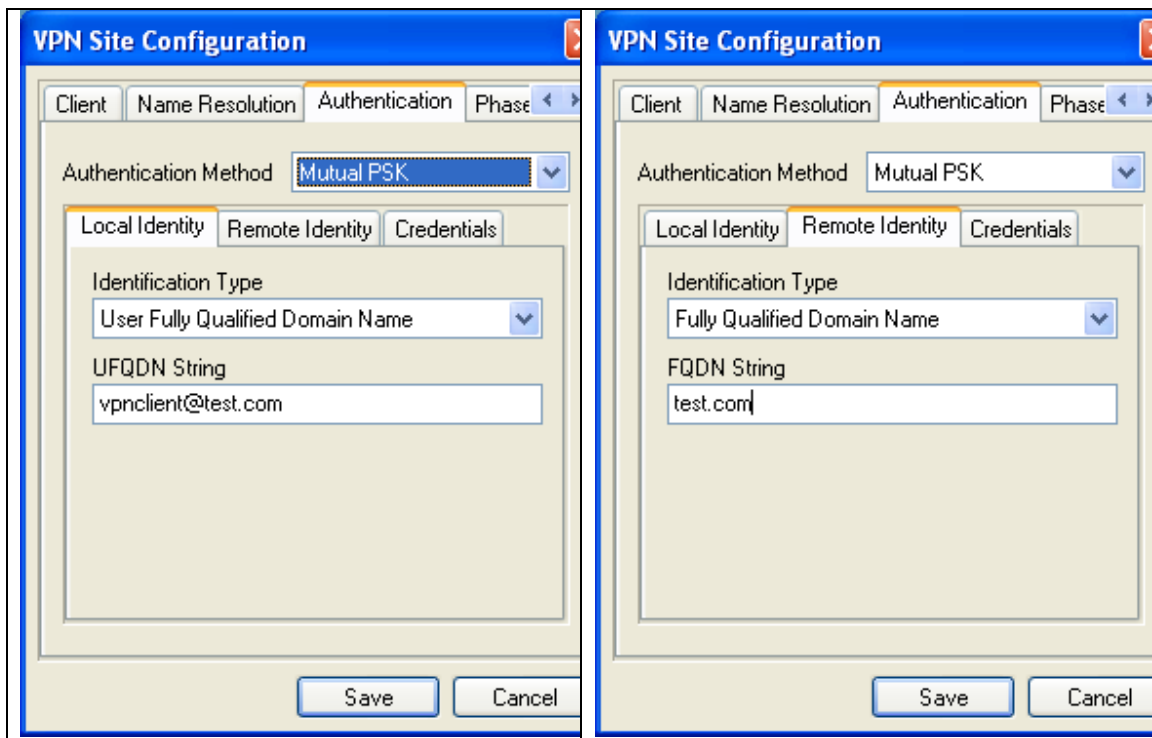 VPN Site Configuration
Client Name Resolution Authentication Phase
Authentication Method Mutual PSK
Local Identity Remote Identity Credentials
Identification Type
User Fully Qualified Domain Name
UFQDN String
vpnclient@test.com
Save Cancel
VPN Site Configuration
Client Name Resolution Authentication Phase
Authentication Method Mutual PSK
Local Identity Remote Identity Credentials
Identification Type
Fully Qualified Domain Name
FQDN String
test.com
Save Cancel